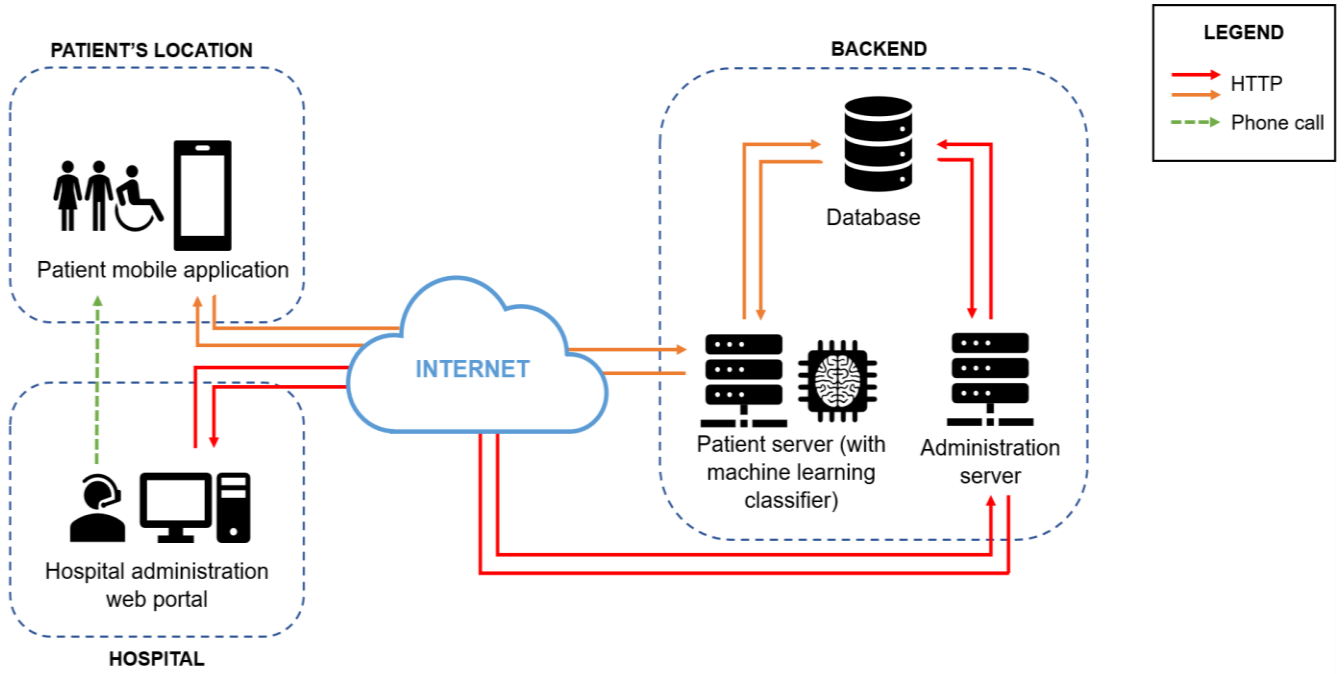 PATIENT’S LOCATION
Patient mobile application
Hospital administration
web portal
HOSPITAL
INTERNET
BACKEND
Database
Patient server (with
machine learning
classifier)
Administration
server
LEGEND
HTTP
Phone call